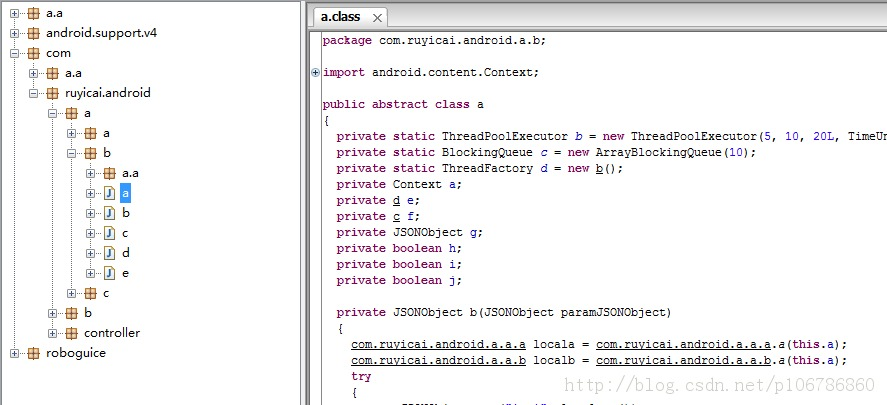 a.a
android.support.v4
com
a.a
ruyicai.android
a
a
b
a.a
a
b
c
d
e
c
b
controller
roboguice
a.class
package com.ruyicai.android.a.b;
import android.content.Context;
public abstract class a
{
private static ThreadPoolExecutor b = new ThreadPoolExecutor(5, 10, 20L, TimeUn
private static BlockingQueue c = new ArrayBlockingQueue(10);
private static ThreadFactory d = new b();
private Context a;
private d e;
private c f;
private JSONObject g;
private boolean h;
private boolean i;
private boolean j;
private JSONObject b(JSONObject paramJSONObject)
{
com.ruyicai.android.a.a.a locala = com.ruyicai.android.a.a.a.a(this.a);
com.ruyicai.android.a.a.b localb = com.ruyicai.android.a.a.b.a(this.a);
try
{
http://blog.csdn.net/p106786860